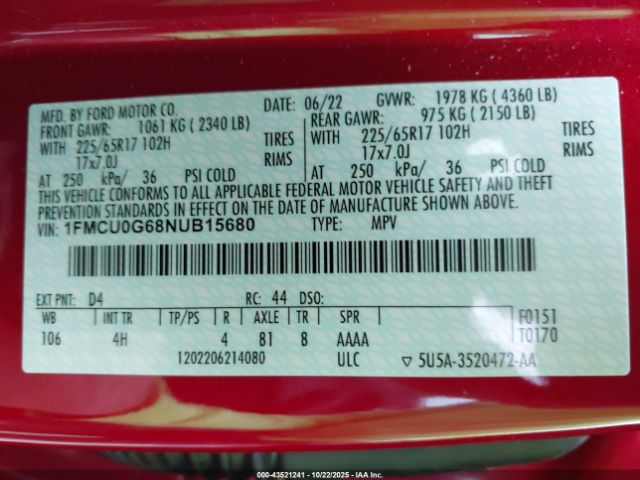 MFD. BY FORD MOTOR CO.
DATE: 06/22 GVWR: 1978 KG ( 4360 LB)
FRONT GAWR: 1061 KG ( 2340 LB) REAR GAWR: 975 KG ( 2150 LB)
WITH 225/65R17 102H TIRES WITH 225/65R17 102H TIRES
17x7.0J RIMS 17x7.0J RIMS
AT 250 kPa/ 36 PSI COLD AT 250 kPa/ 36 PSI COLD
THIS VEHICLE CONFORMS TO ALL APPLICABLE FEDERAL MOTOR VEHICLE SAFETY AND THEFT
PREVENTION STANDARDS IN EFFECT ON THE DATE OF MANUFACTURE SHOWN ABOVE.
VIN: 1FMCU0G68NUB15680 TYPE: MPV
EXT PNT: D4 RC: 44 DSO:
WB INT TR TP/PS R AXLE TR SPR F0151
106 4H 4 81 8 AAAA T0170
1202206214080 ULC ▽ 5U5A-3520472-AA
000-43521241 - 10/22/2025 - IAA Inc.